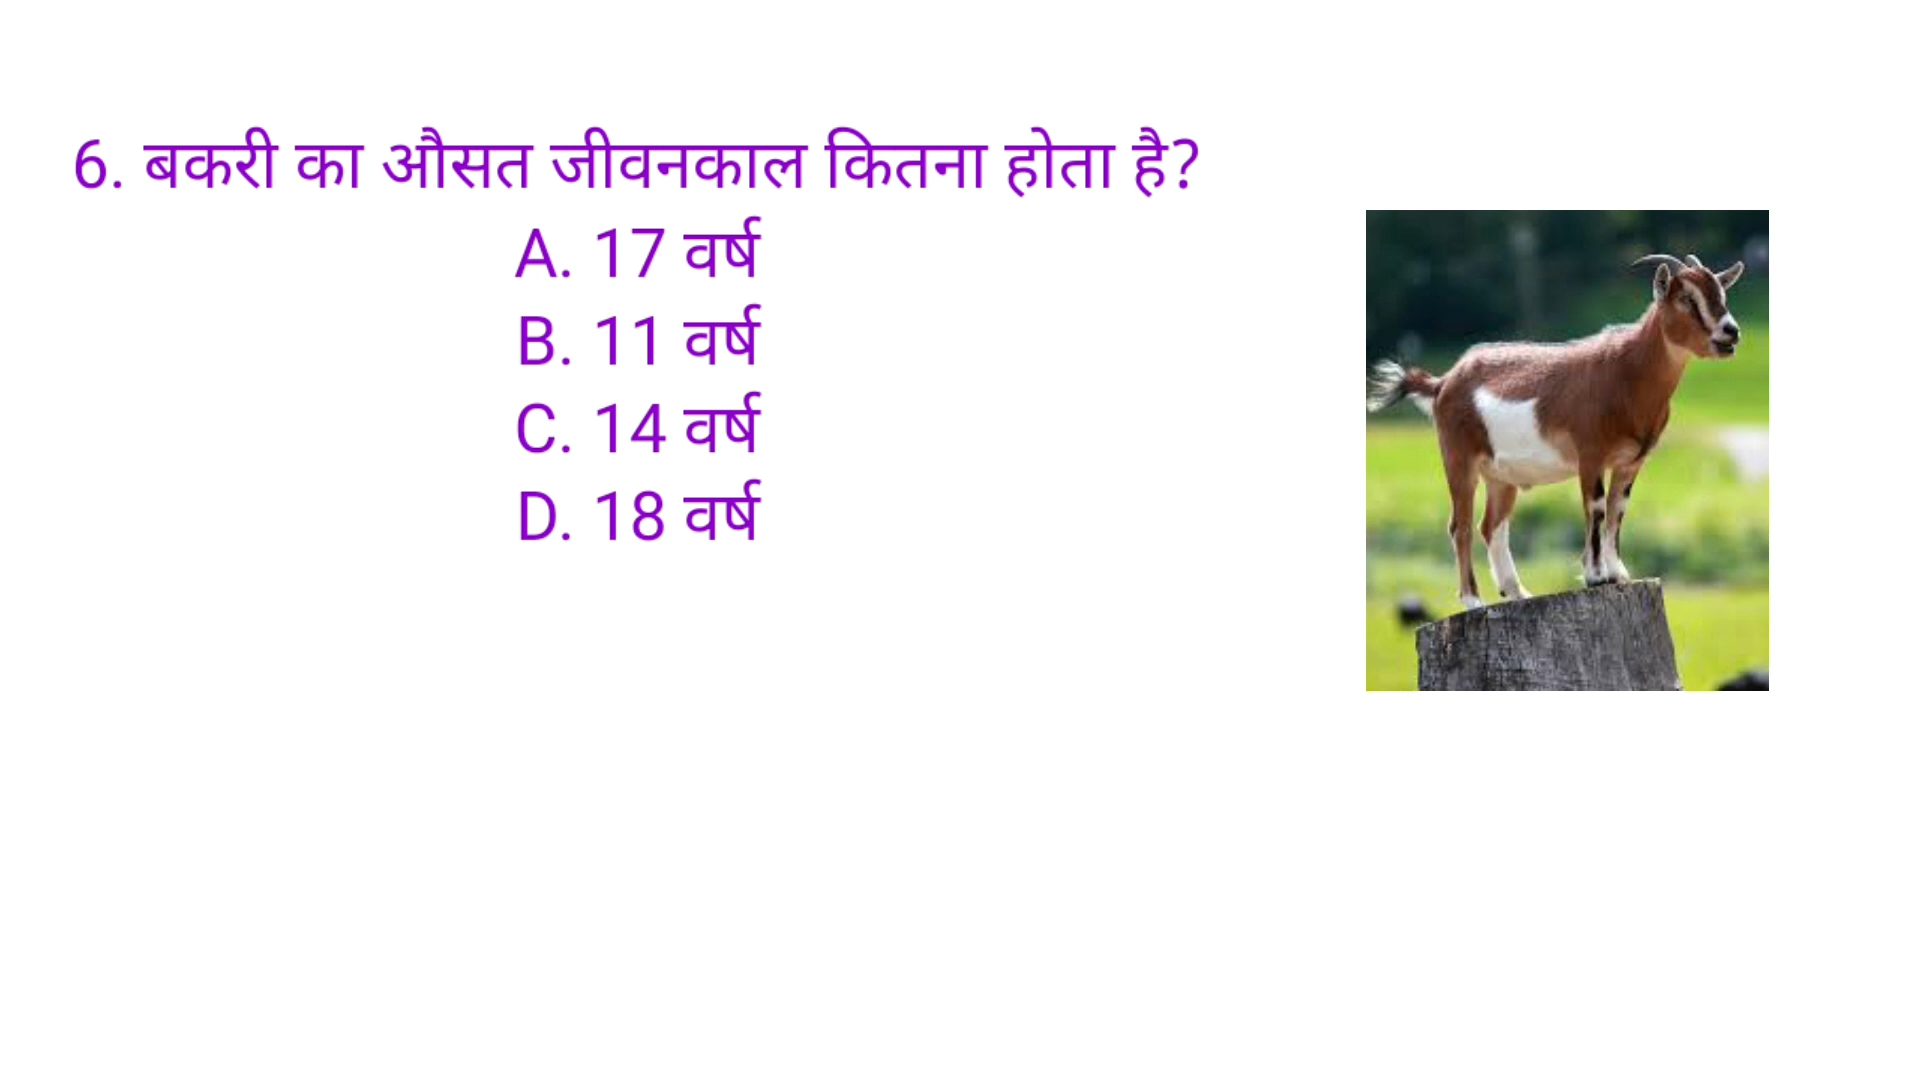 6. बकरी का औसत जीवनकाल कितना होता है?
A. 17 वर्ष
B. 11 वर्ष
C. 14 वर्ष
D. 18 वर्ष